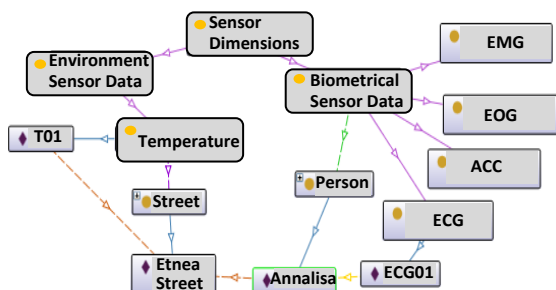 Sensor
Dimensions
EMG
Environment
Sensor Data
Biometrical
Sensor Data
EOG
T01
Temperature
ACC
Person
Street
ECG
Etnea
Street
Annalisa
ECG01